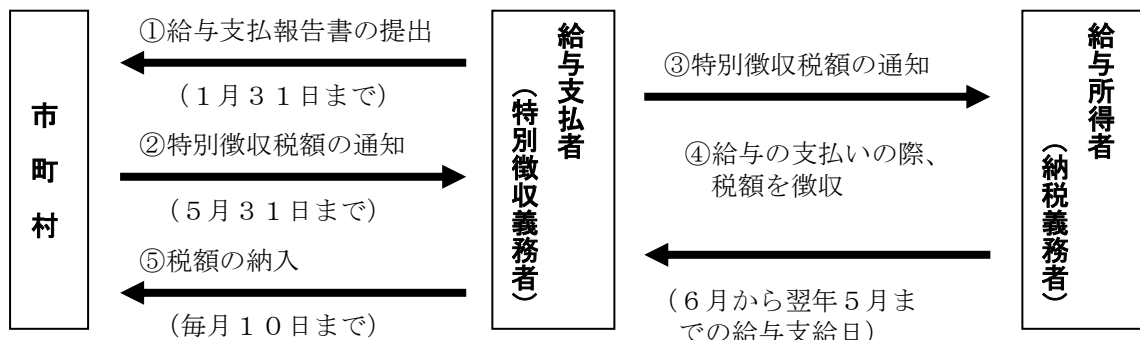 市町村
①給与支払報告書の提出
（１月３１日まで）
②特別徴収税額の通知
（５月３１日まで）
⑤税額の納入
（毎月１０日まで）
給与支払者
（特別徴収義務者）
③特別徴収税額の通知
④給与の支払いの際、
税額を徴収
（６月から翌年５月ま
での給与支給日）
給与所得者
（納税義務者）